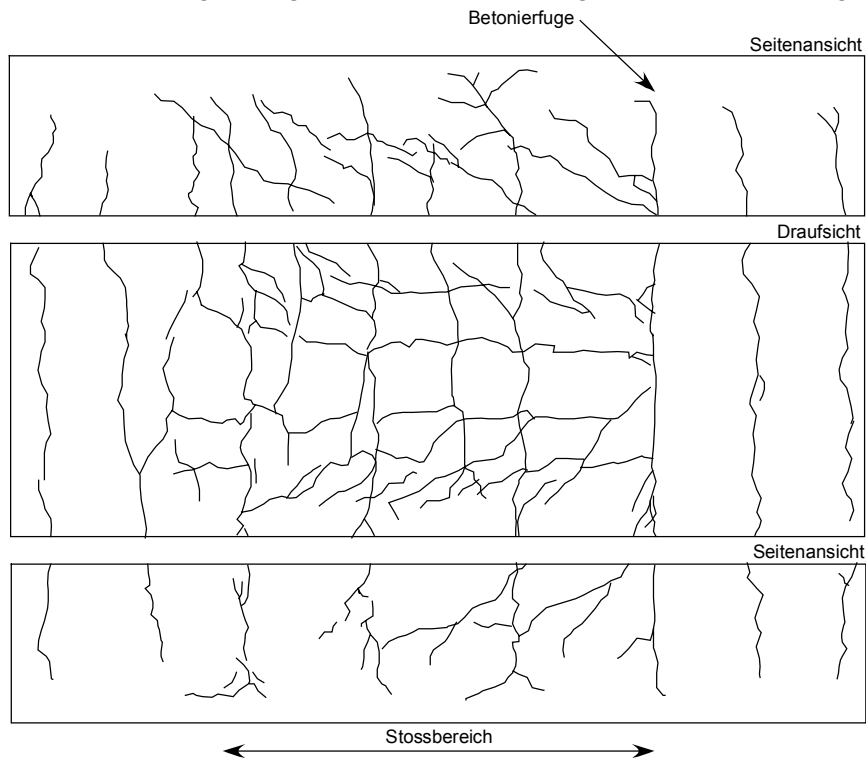 Betonierfuge
Seitenansicht
Draufsicht
Seitenansicht
Stossbereich